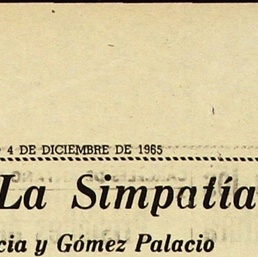 4 DE DICIEMBRE DE 1965
La Simpatía
cia y Gómez Palacio